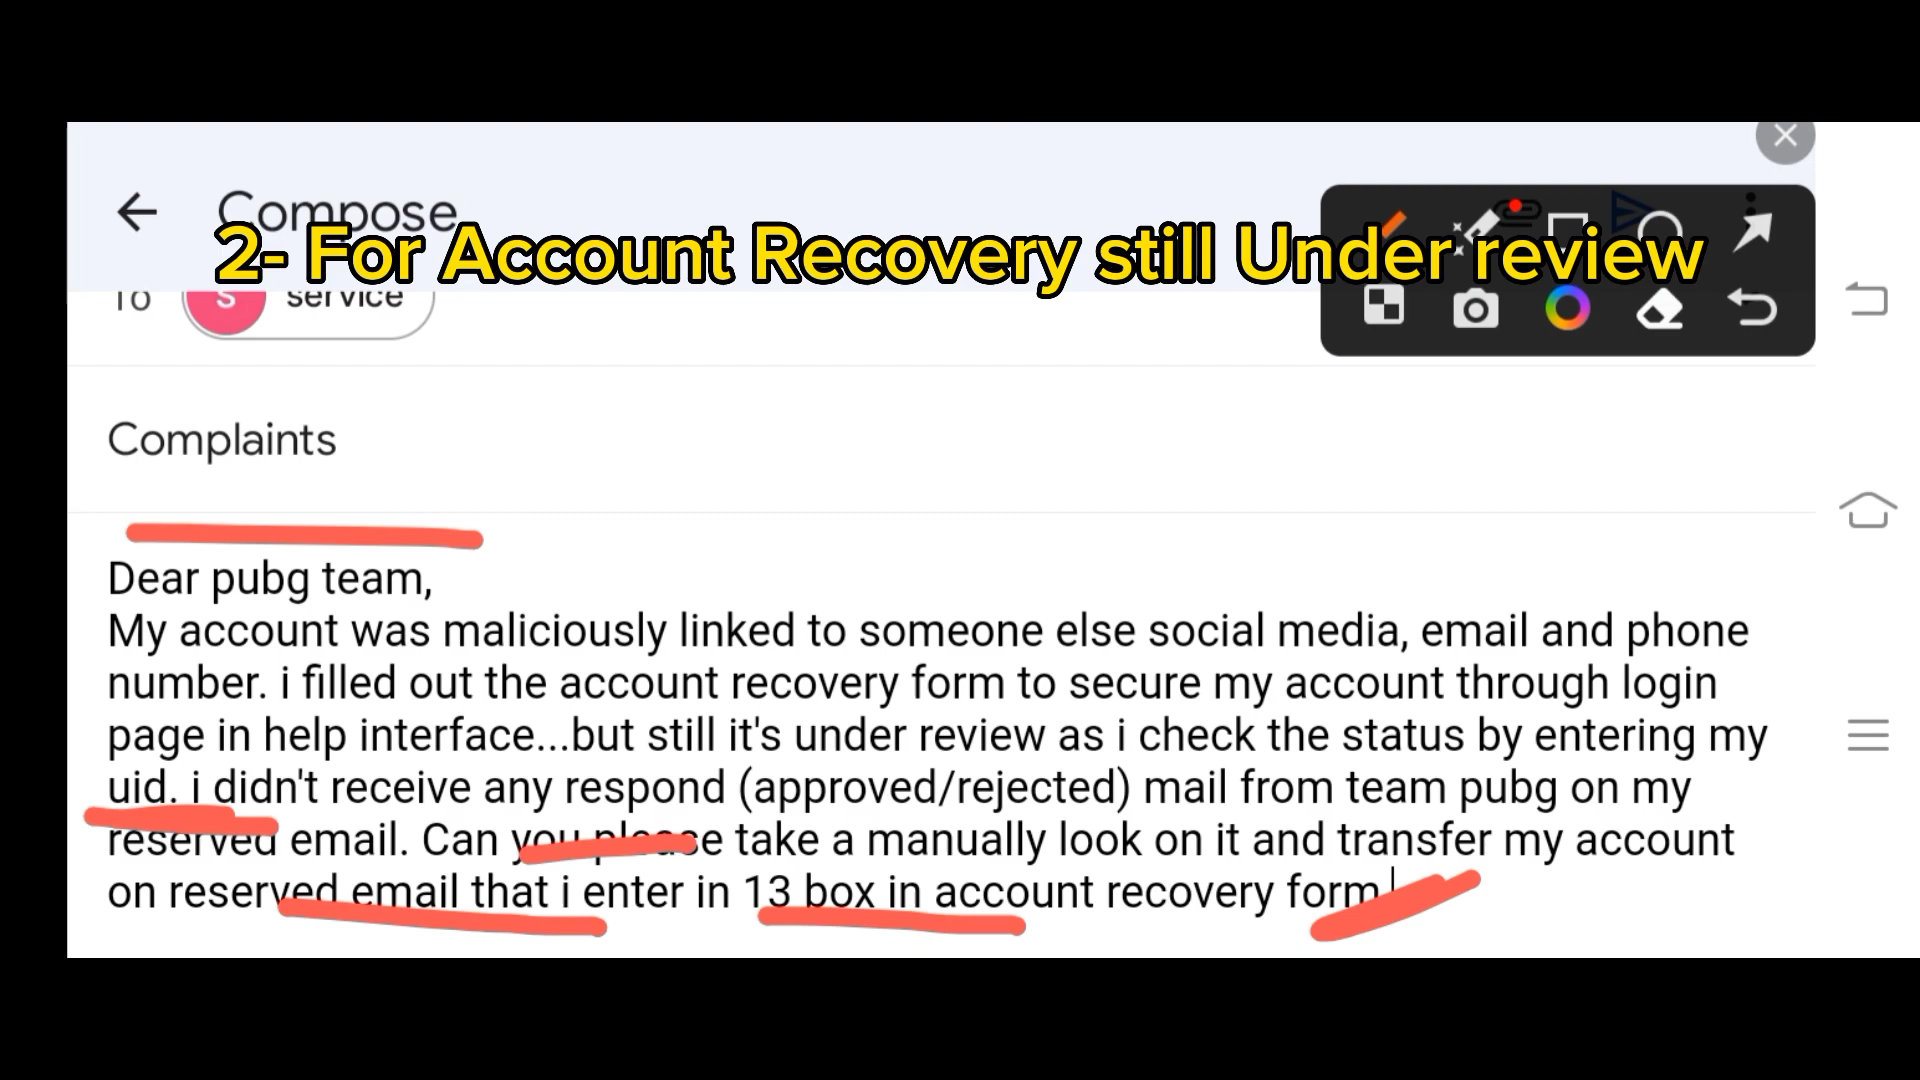 Compose
2- For Account Recovery still Under review
To S service
Complaints
Dear pubg team,
My account was maliciously linked to someone else social media, email and phone
number. i filled out the account recovery form to secure my account through login
page in help interface...but still it's under review as i check the status by entering my
uid. i didn't receive any respond (approved/rejected) mail from team pubg on my
reserved email. Can you please take a manually look on it and transfer my account
on reserved email that i enter in 13 box in account recovery form.